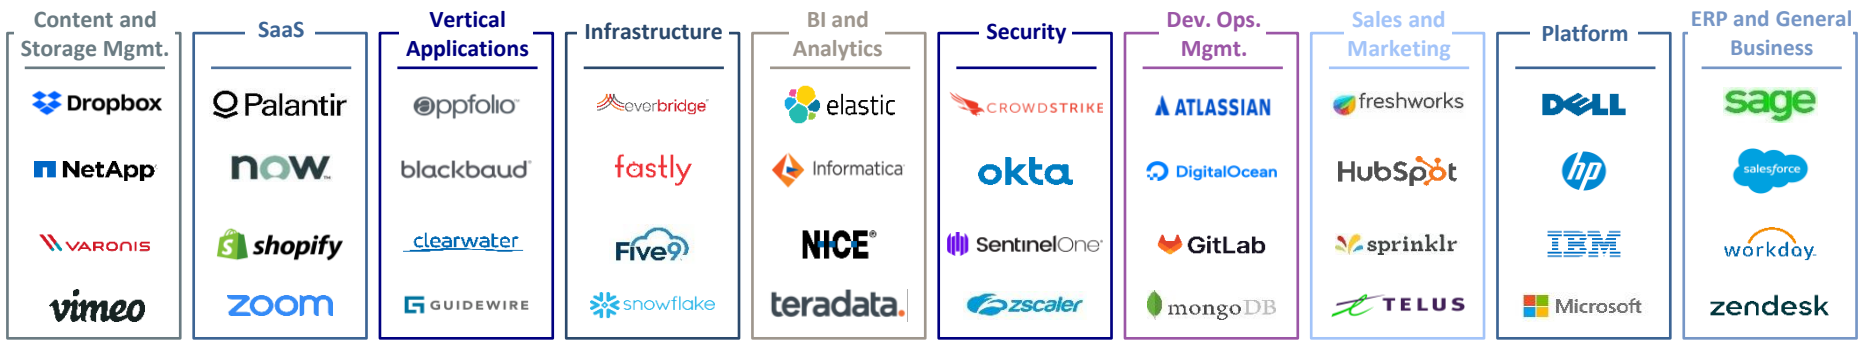 Content and
Storage Mgmt.
Dropbox
NetApp
VARONIS
vimeo
SaaS
Palantir
now
shopify
zoom
Vertical
Applications
appfolio
blackbaud
clearwater
GUIDEWIRE
Infrastructure
everbridge
fastly
Five9
snowflake
BI and
Analytics
elastic
Informatica
NICE®
teradata.
Security
CROWDSTRIKE
okta
SentinelOne
zscaler
Dev. Ops.
Mgmt.
ATLASSIAN
DigitalOcean
GitLab
mongoDB
Sales and
Marketing
freshworks
HubSpot
sprinklr
TELUS
Platform
DELL
hp
IBM
Microsoft
ERP and General
Business
sage
salesforce
workday
zendesk